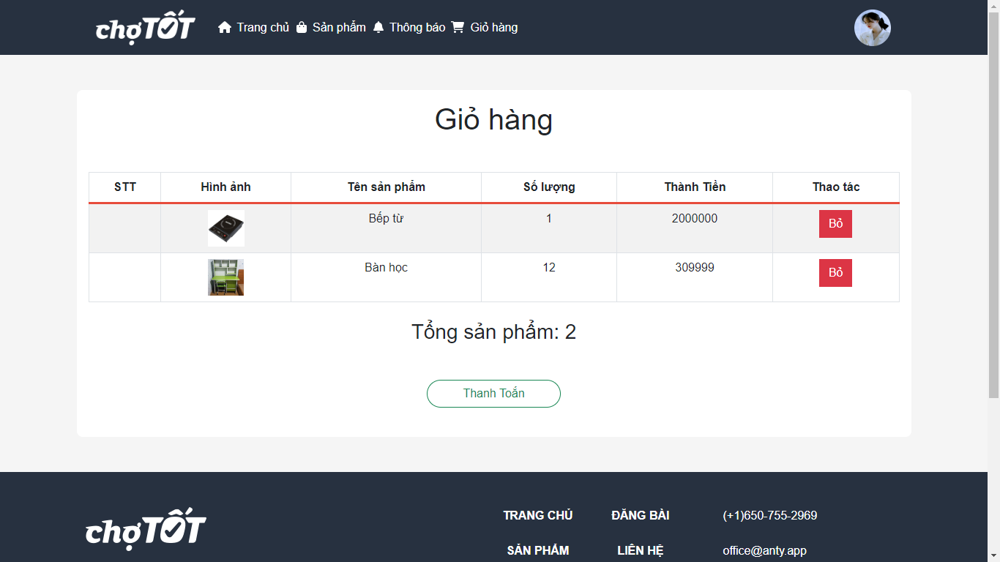 chợTỐT Trang chủ Sản phẩm Thông báo Giỏ hàng
Giỏ hàng
STT Hình ảnh Tên sản phẩm Số lượng Thành Tiền Thao tác
Bếp từ 1 2000000 Bỏ
Bàn học 12 309999 Bỏ
Tổng sản phẩm: 2
Thanh Toắn
chợTỐT
TRANG CHỦ ĐĂNG BÀI (+1)650-755-2969
SẢN PHẨM LIÊN HỆ office@anty.app